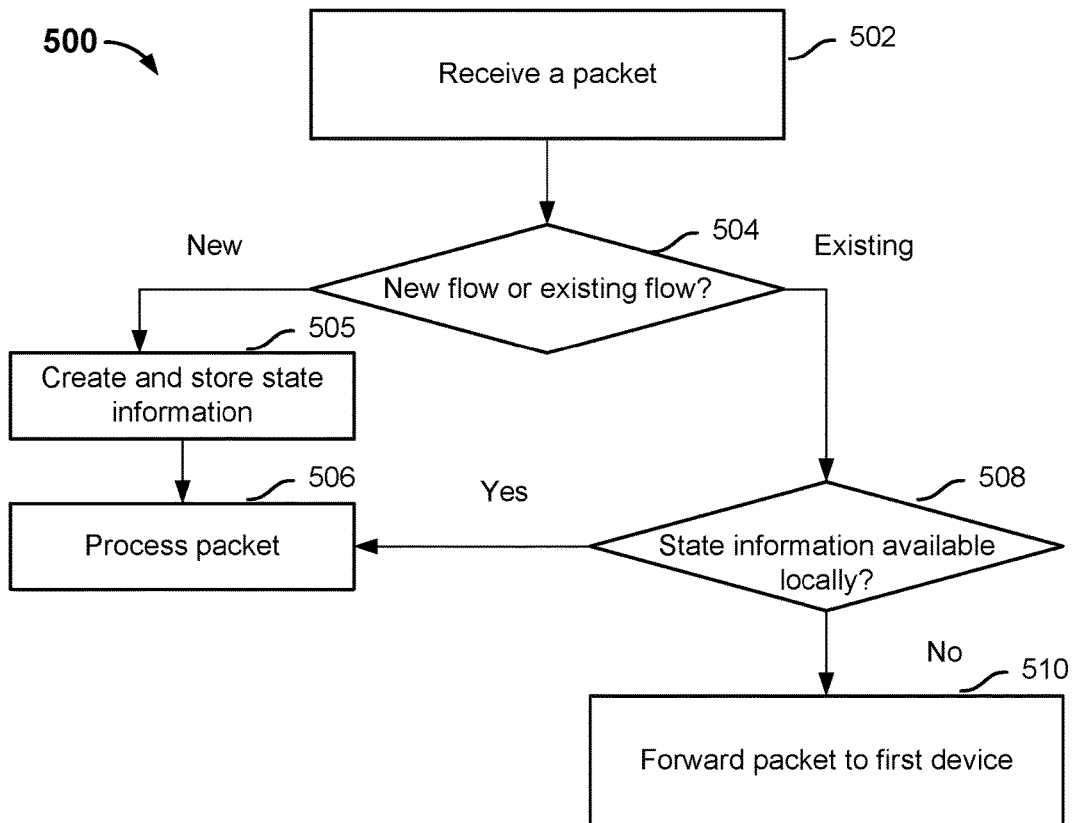 500
502
Receive a packet
504
New
Existing
New flow or existing flow?
505
Create and store state
information
506
Process packet
Yes
508
State information available
locally?
No
510
Forward packet to first device